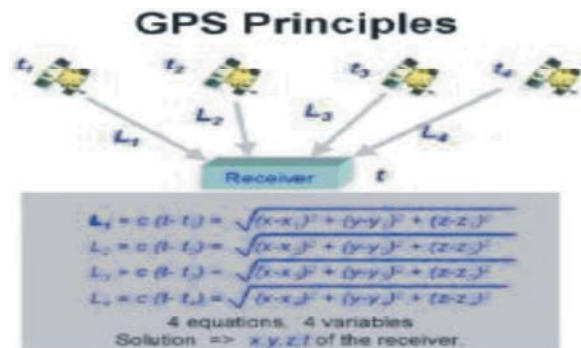 GPS Principles
t₁ t₂ t₃ t₄
L₁ L₂ L₃ L₄
Receiver t
L₁ = c (t- t₁) = √(x-x₁)² + (y-y₁)² + (z-z₁)²
L₂ = c (t- t₂) = √(x-x₂)² + (y-y₂)² + (z-z₂)²
L₃ = c (t- t₃) = √(x-x₃)² + (y-y₃)² + (z-z₃)²
L₄ = c (t- t₄) = √(x-x₄)² + (y-y₄)² + (z-z₄)²
4 equations, 4 variables
Solution => x,y,z,t of the receiver.